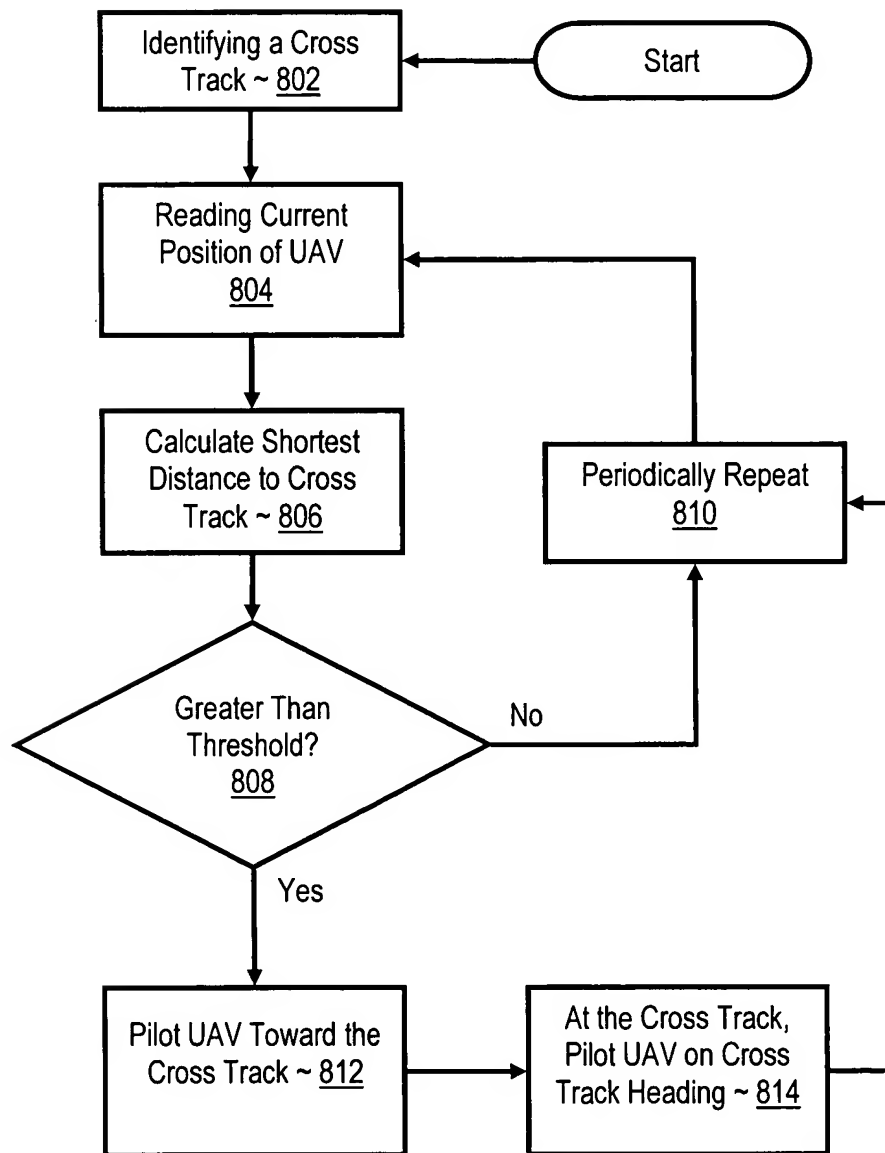 Identifying a Cross
Track ~ 802
Start
Reading Current
Position of UAV
804
Calculate Shortest
Distance to Cross
Track ~ 806
Periodically Repeat
810
Greater Than
Threshold?
808
No
Yes
Pilot UAV Toward the
Cross Track ~ 812
At the Cross Track,
Pilot UAV on Cross
Track Heading ~ 814